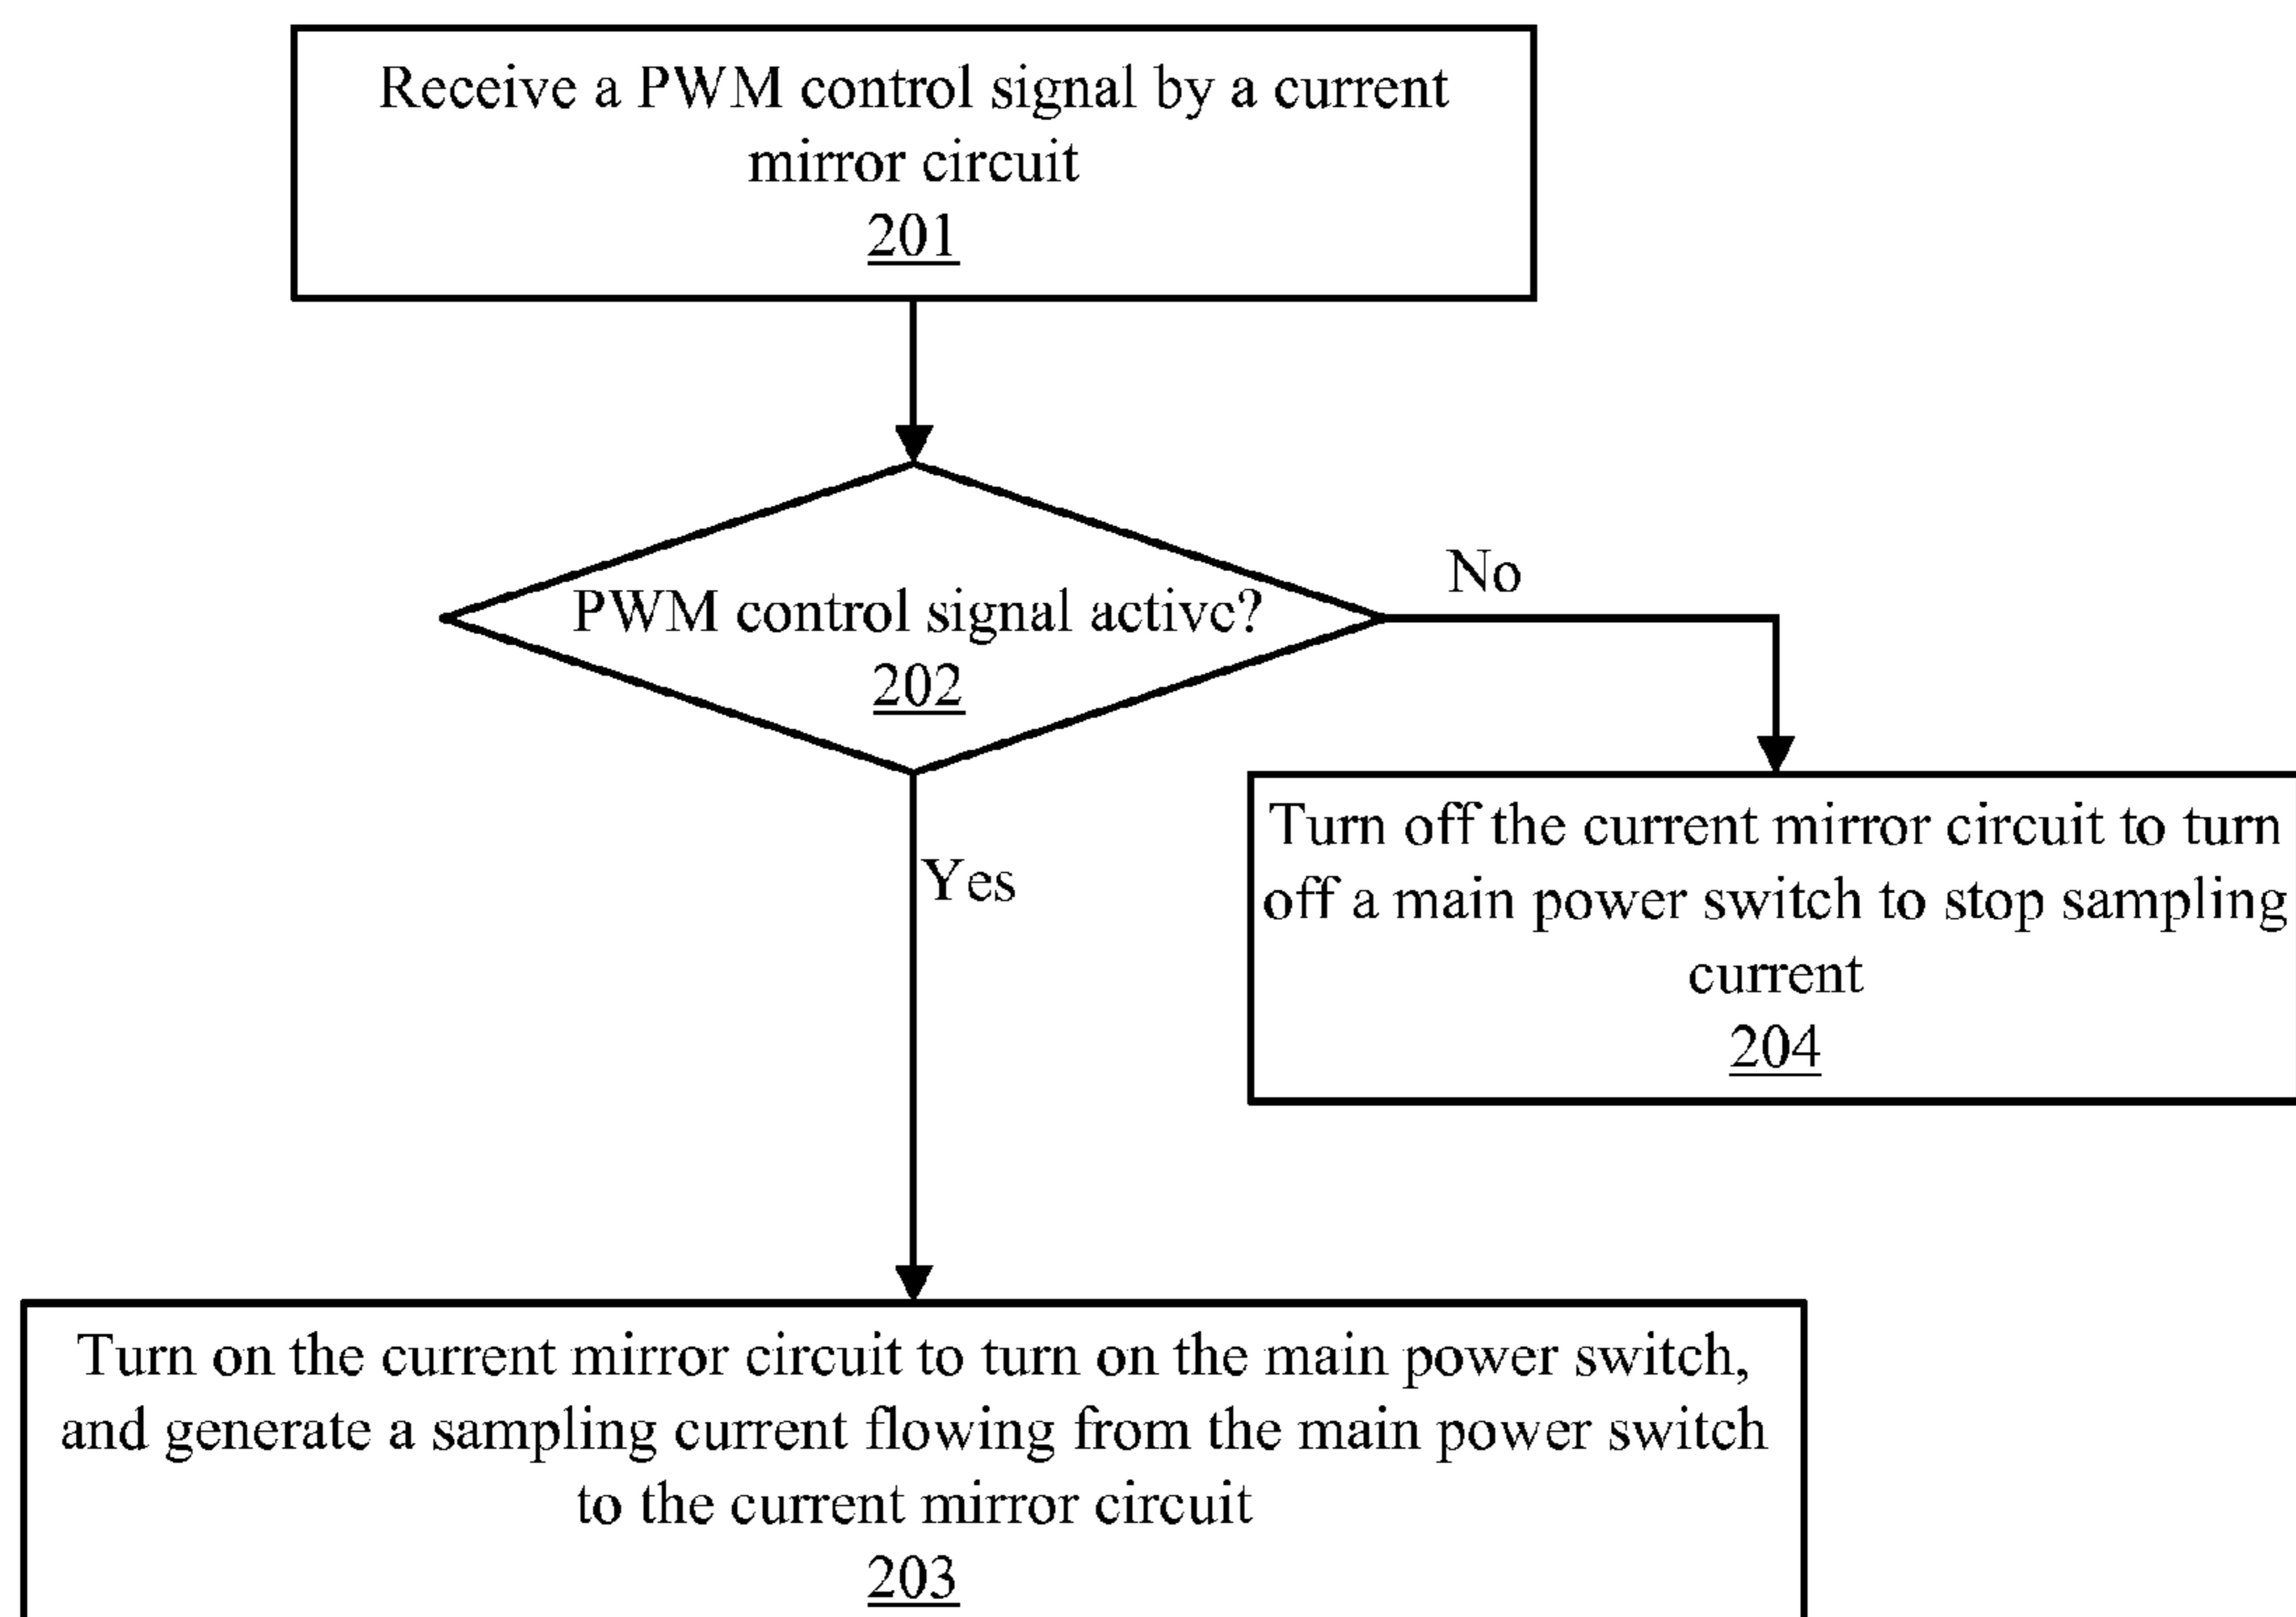 Receive a PWM control signal by a current
mirror circuit
201
PWM control signal active?
202
No
Yes
Turn off the current mirror circuit to turn
off a main power switch to stop sampling
current
204
Turn on the current mirror circuit to turn on the main power switch,
and generate a sampling current flowing from the main power switch
to the current mirror circuit
203